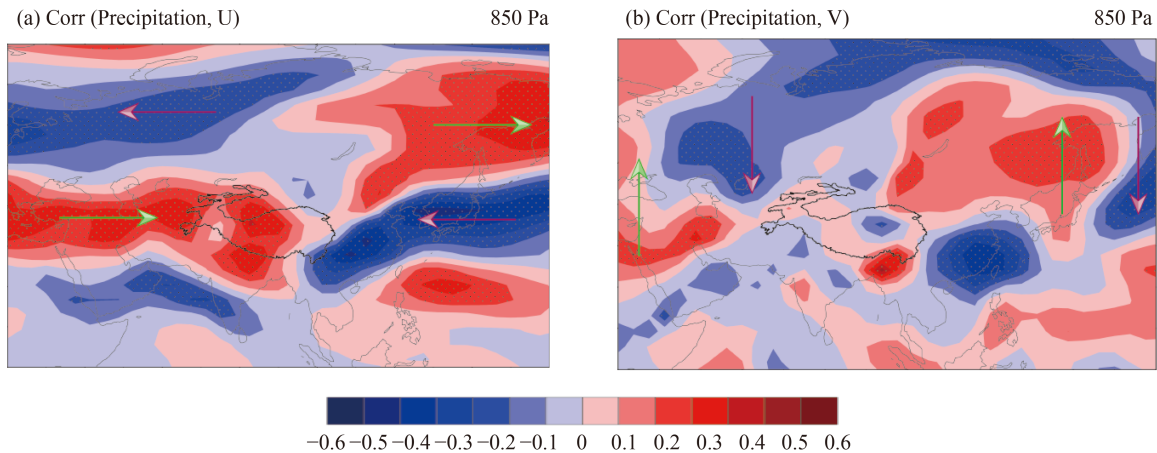 (a) Corr (Precipitation, U) 850 Pa
(b) Corr (Precipitation, V) 850 Pa
−0.6 −0.5 −0.4 −0.3 −0.2 −0.1 0 0.1 0.2 0.3 0.4 0.5 0.6